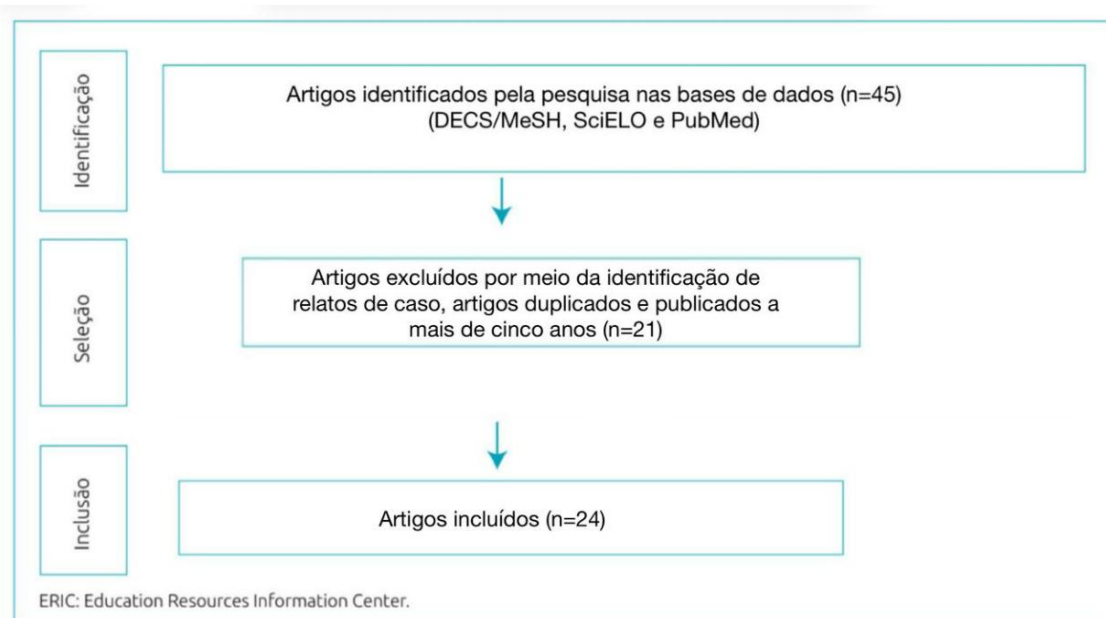 Identificação
Artigos identificados pela pesquisa nas bases de dados (n=45)
(DECS/MeSH, SciELO e PubMed)
Seleção
Artigos excluídos por meio da identificação de
relatos de caso, artigos duplicados e publicados a
mais de cinco anos (n=21)
Inclusão
Artigos incluídos (n=24)
ERIC: Education Resources Information Center.